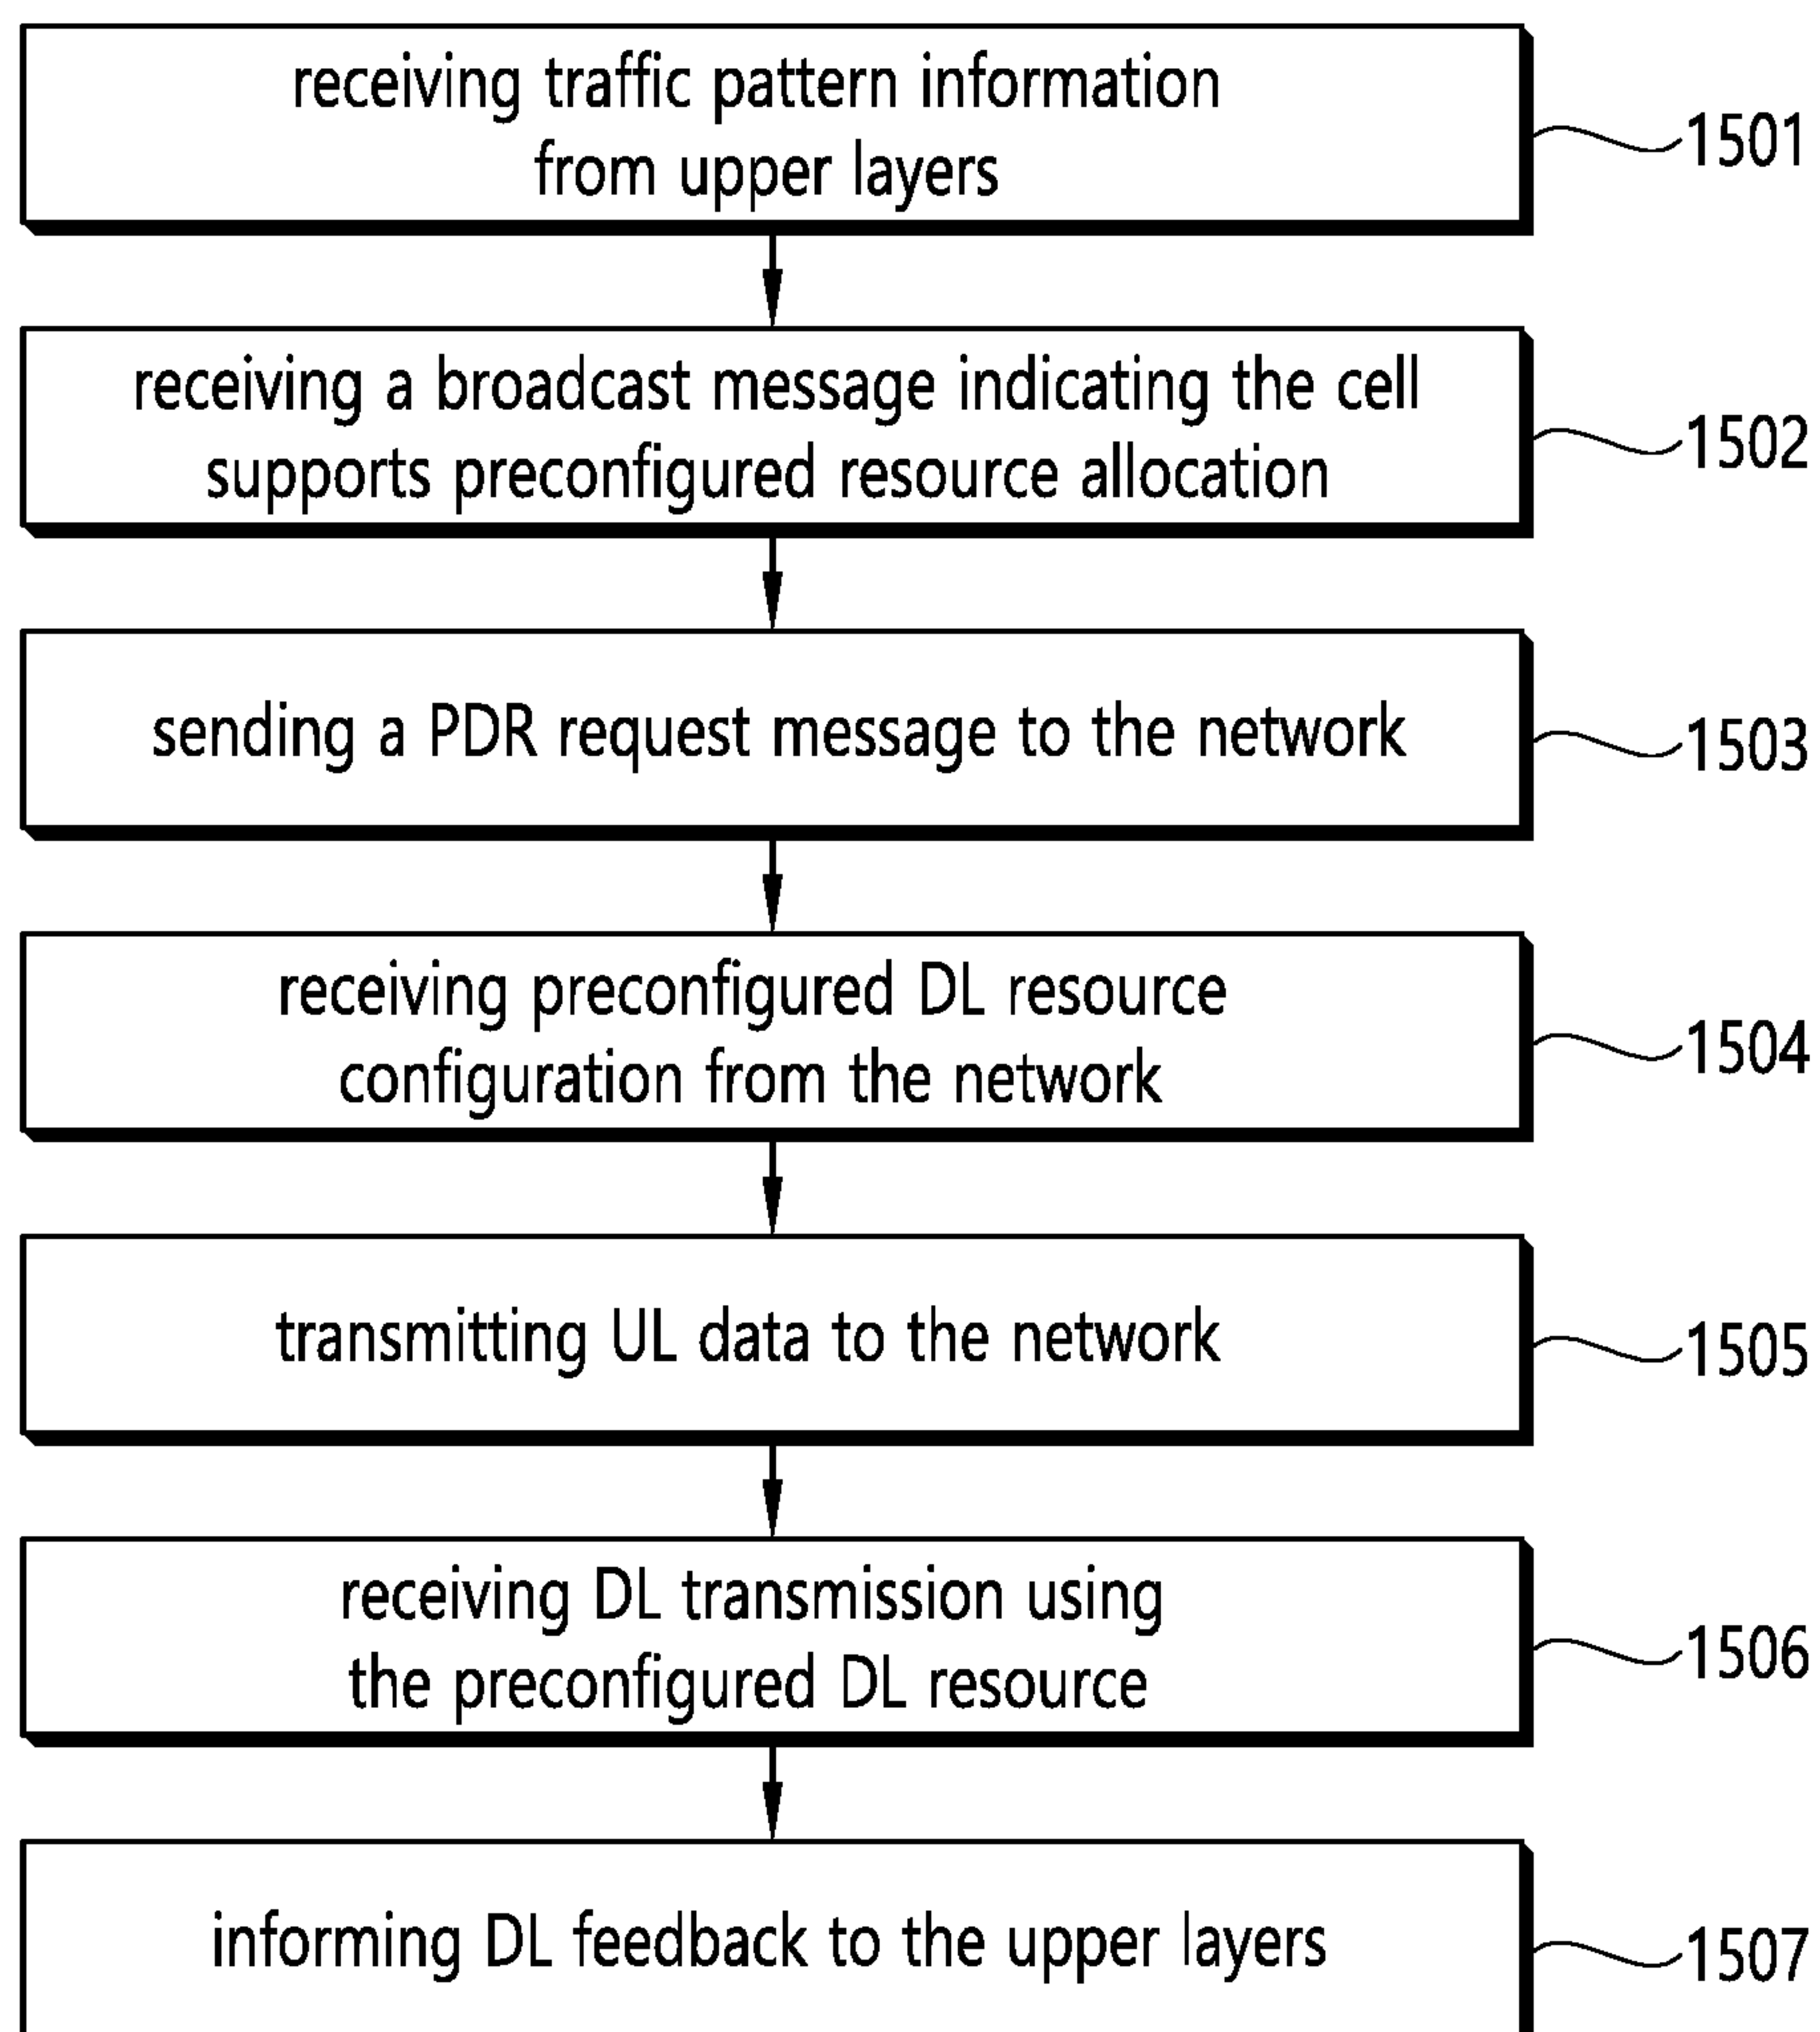 receiving traffic pattern information
from upper layers
1501
receiving a broadcast message indicating the cell
supports preconfigured resource allocation
1502
sending a PDR request message to the network
1503
receiving preconfigured DL resource
configuration from the network
1504
transmitting UL data to the network
1505
receiving DL transmission using
the preconfigured DL resource
1506
informing DL feedback to the upper layers
1507